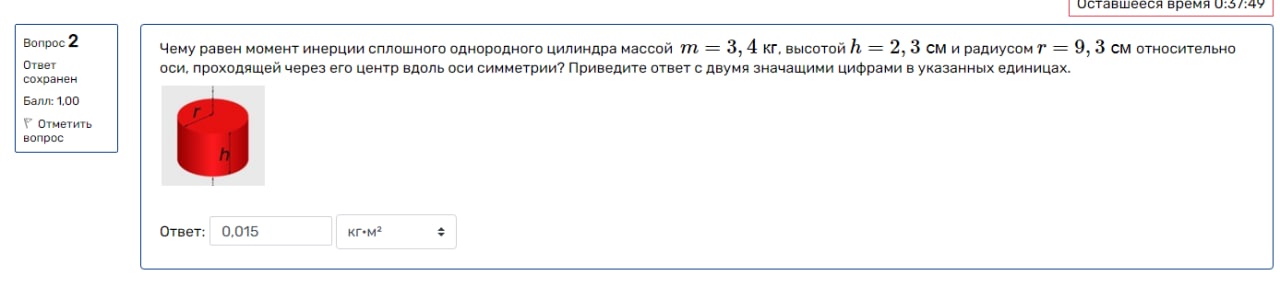 Оставшееся время 0:37:49
Вопрос 2
Ответ
сохранен
Балл: 1,00
Отметить
вопрос
Чему равен момент инерции сплошного однородного цилиндра массой m = 3, 4 кг, высотой h = 2, 3 см и радиусом r = 9, 3 см относительно
оси, проходящей через его центр вдоль оси симметрии? Приведите ответ с двумя значащими цифрами в указанных единицах.
r
h
Ответ: 0,015 кг·м²